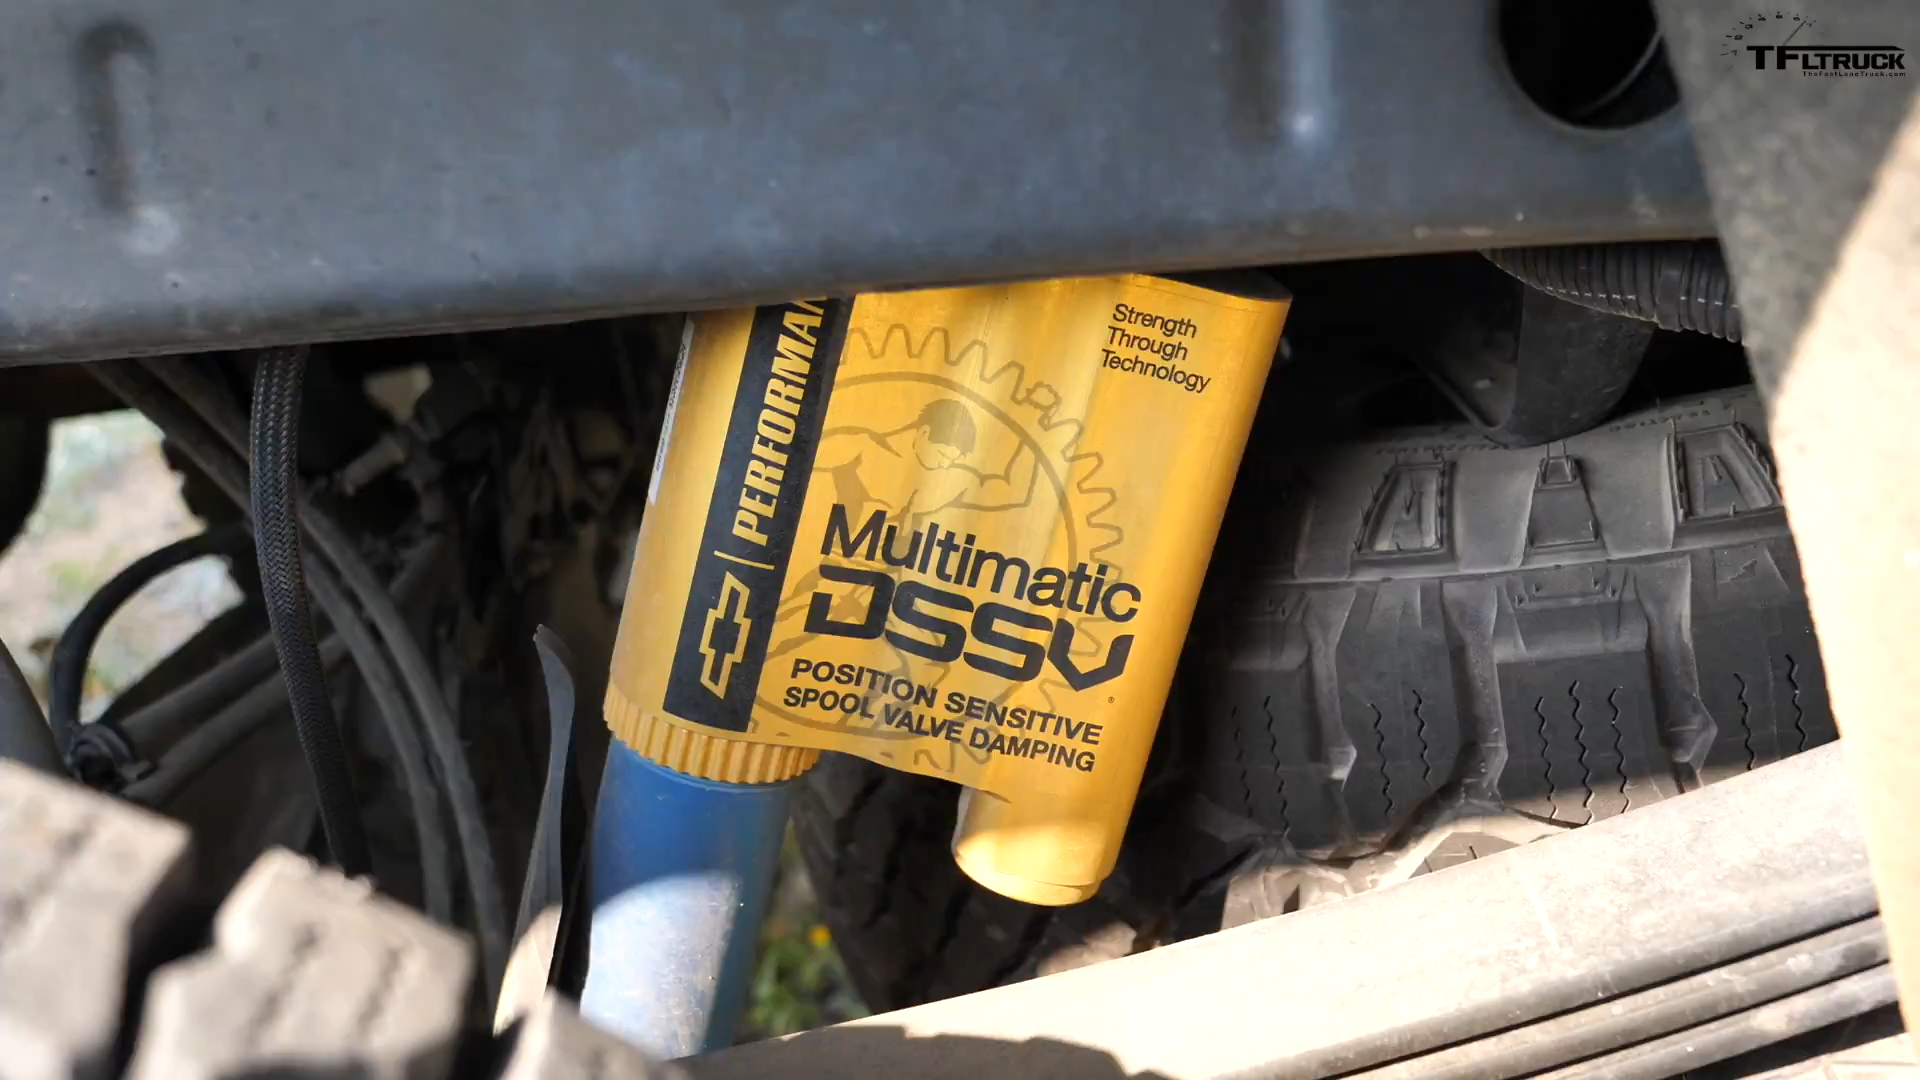 TFLTRUCK
TheFastLaneTruck.com
Strength
Through
Technology
PERFORMAN
Multimatic
DSSV
POSITION SENSITIVE
SPOOL VALVE DAMPING